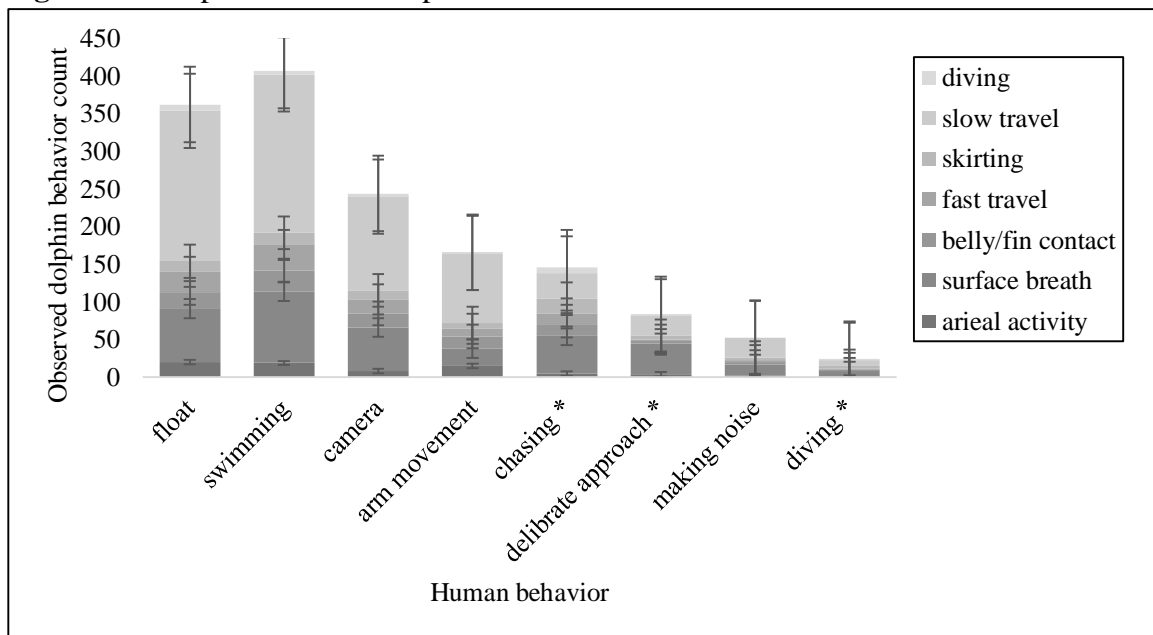 450
400
350
300
250
200
150
100
50
0
Observed dolphin behavior count
float
swimming
camera
arm movement
chasing *
delibrate approach *
making noise
diving *
Human behavior
diving
slow travel
skirting
fast travel
belly/fin contact
surface breath
arieal activity